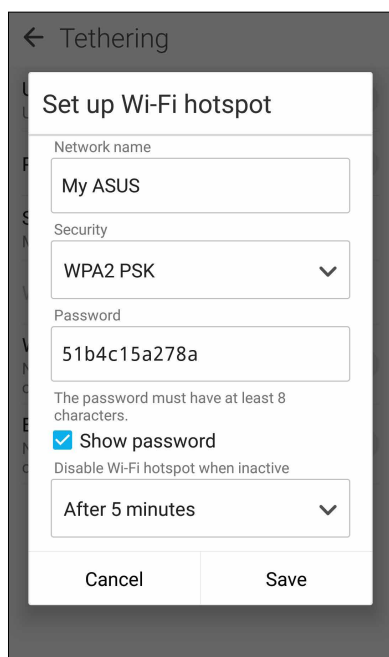 Tethering
Set up Wi-Fi hotspot
Network name
My ASUS
Security
WPA2 PSK
Password
51b4c15a278a
The password must have at least 8
characters.
Show password
Disable Wi-Fi hotspot when inactive
After 5 minutes
Cancel Save